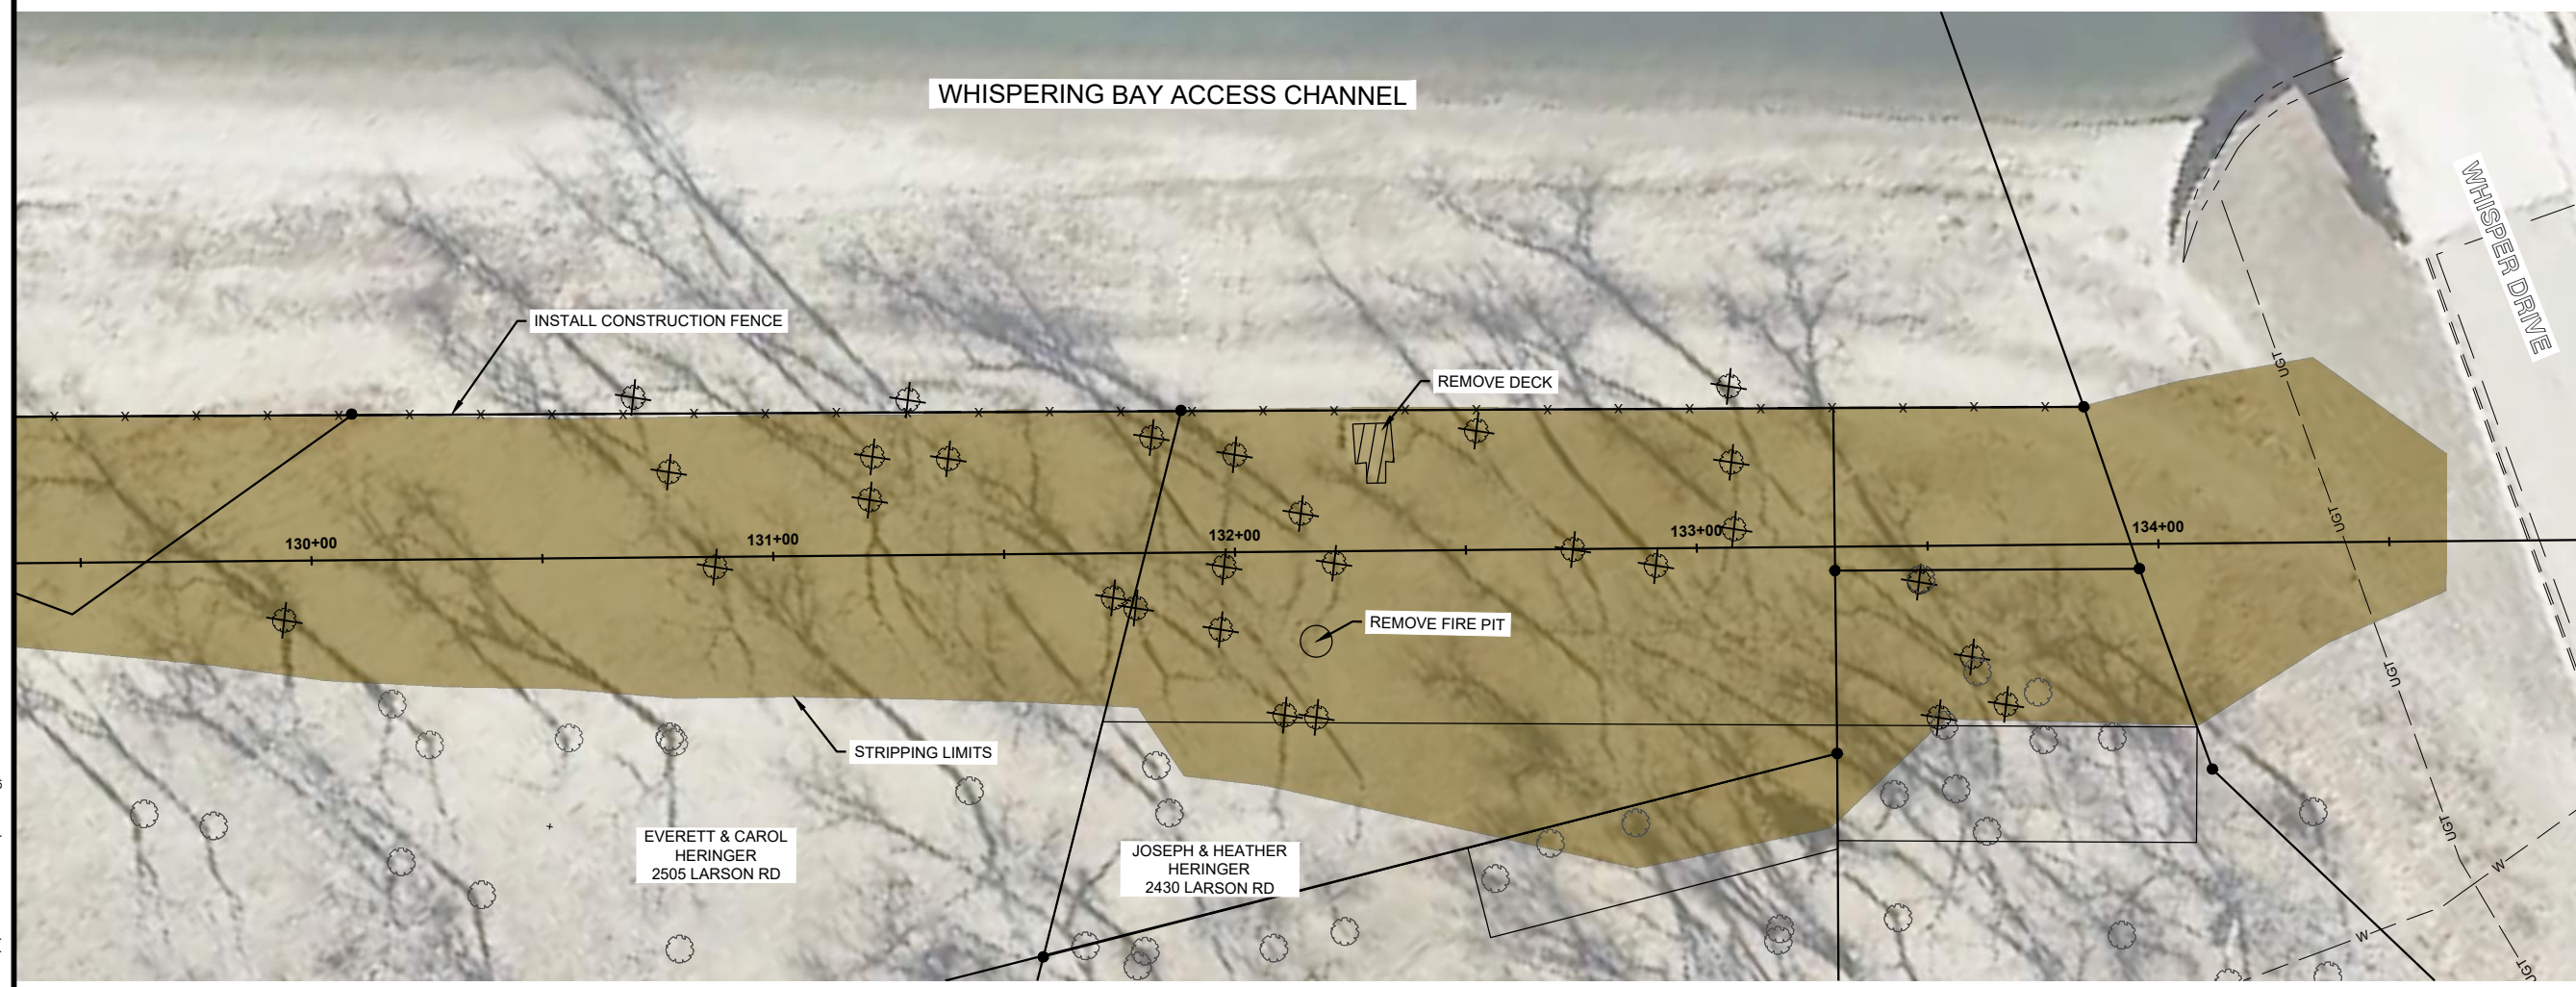 WHISPERING BAY ACCESS CHANNEL
WHISPER DRIVE
INSTALL CONSTRUCTION FENCE
UGT
REMOVE DECK
x x x x x x x x x x x x x x x x x x x x x x x x x x x x x
UGT
130+00
131+00
132+00
133+00
134+00
REMOVE FIRE PIT
UGT
STRIPPING LIMITS
UGT
EVERETT & CAROL
HERINGER
2505 LARSON RD
JOSEPH & HEATHER
HERINGER
2430 LARSON RD
W
W
UGT